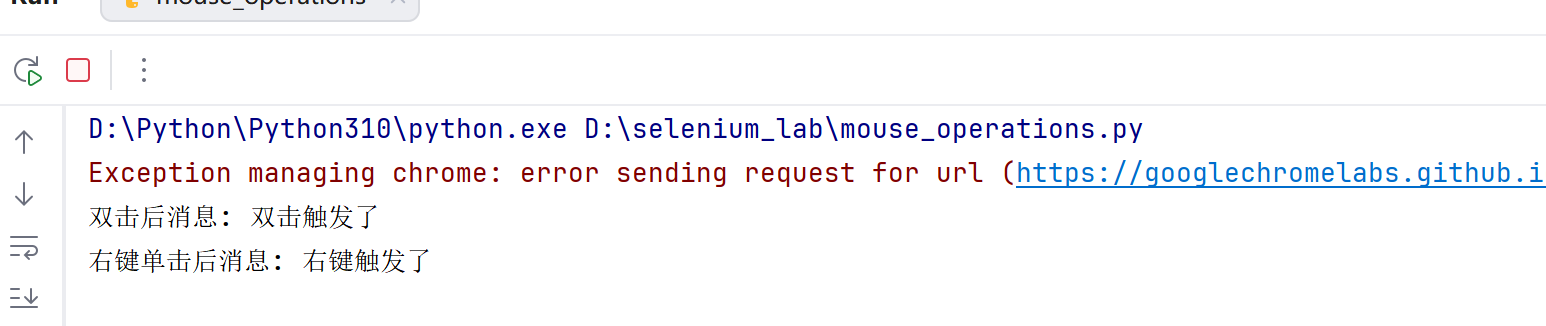 Run mouse_operations
D:\Python\Python310\python.exe D:\selenium_lab\mouse_operations.py
Exception managing chrome: error sending request for url (https://googlechromelabs.github.i
双击后消息: 双击触发了
右键单击后消息: 右键触发了